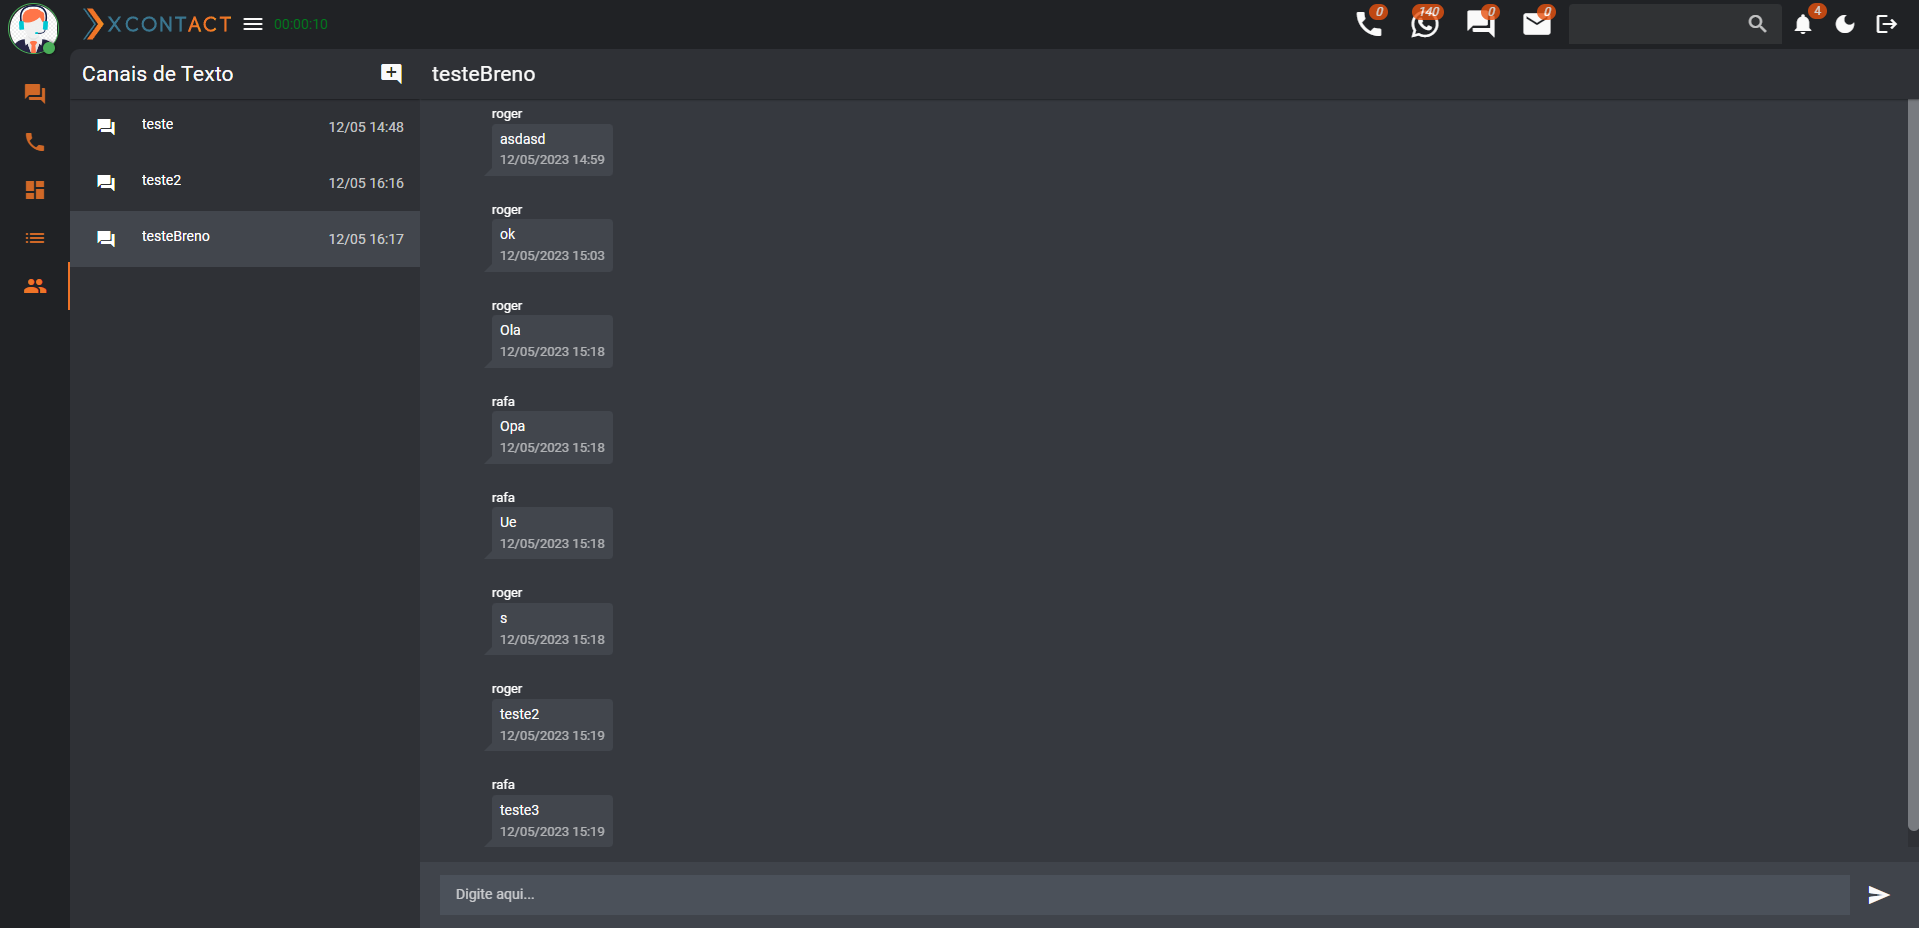 XCONTACT
00:00:10
0
140
0
0
4
Canais de Texto
testeBreno
teste
12/05 14:48
teste2
12/05 16:16
testeBreno
12/05 16:17
roger
asdasd
12/05/2023 14:59
roger
ok
12/05/2023 15:03
roger
Ola
12/05/2023 15:18
rafa
Opa
12/05/2023 15:18
rafa
Ue
12/05/2023 15:18
roger
s
12/05/2023 15:18
roger
teste2
12/05/2023 15:19
rafa
teste3
12/05/2023 15:19
Digite aqui...